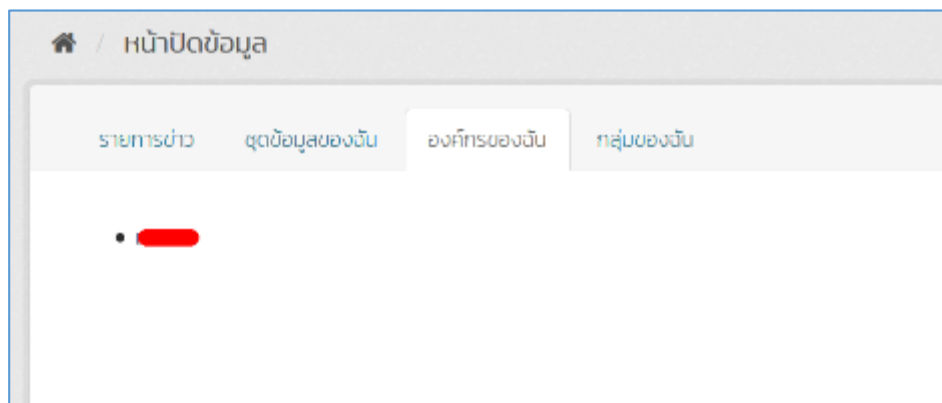 / หน้าปัดข้อมูล
รายการข่าว ชุดข้อมูลของฉัน องค์กรของฉัน กลุ่มของฉัน